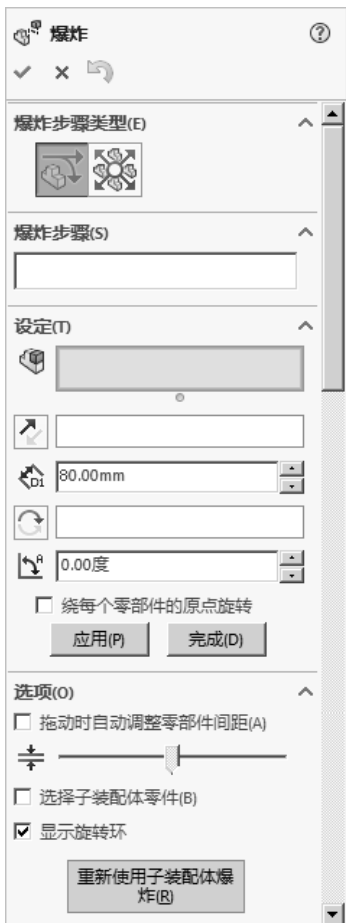 爆炸
爆炸步骤类型(E)
爆炸步骤(S)
设定(T)
D1
80.00mm
A
0.00度
绕每个零部件的原点旋转
应用(P) 完成(D)
选项(O)
拖动时自动调整零部件间距(A)
选择子装配体零件(B)
显示旋转环
重新使用子装配体爆
炸(R)